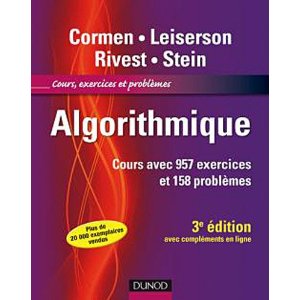 Cormen • Leiserson
Rivest • Stein
Cours, exercices et problèmes
Algorithmique
Cours avec 957 exercices
et 158 problèmes
Plus de
20 000 exemplaires
vendus
3e édition
avec compléments en ligne
DUNOD